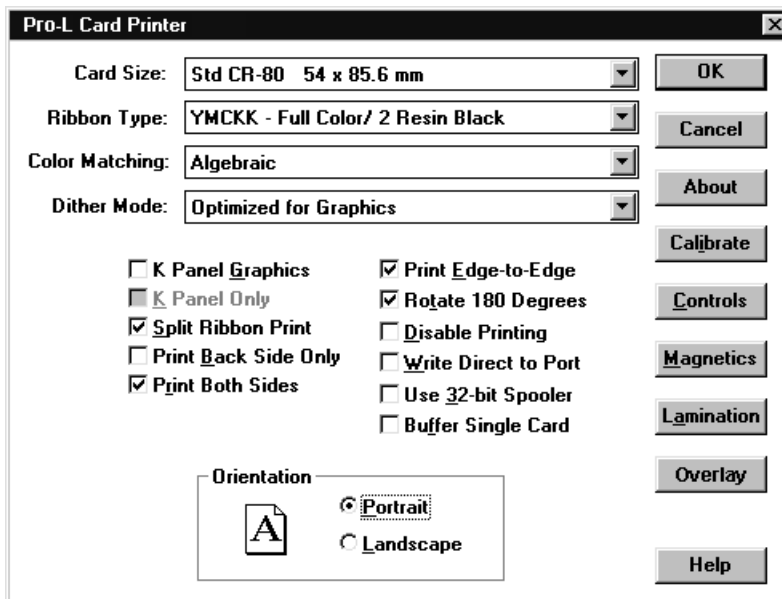 Pro-L Card Printer
Card Size: Std CR-80 54 x 85.6 mm
Ribbon Type: YMCKK - Full Color/ 2 Resin Black
Color Matching: Algebraic
Dither Mode: Optimized for Graphics
OK
Cancel
About
Calibrate
Controls
Magnetics
Lamination
Overlay
Help
K Panel Graphics
K Panel Only
Split Ribbon Print
Print Back Side Only
Print Both Sides
Print Edge-to-Edge
Rotate 180 Degrees
Disable Printing
Write Direct to Port
Use 32-bit Spooler
Buffer Single Card
Orientation
A
Portrait
Landscape